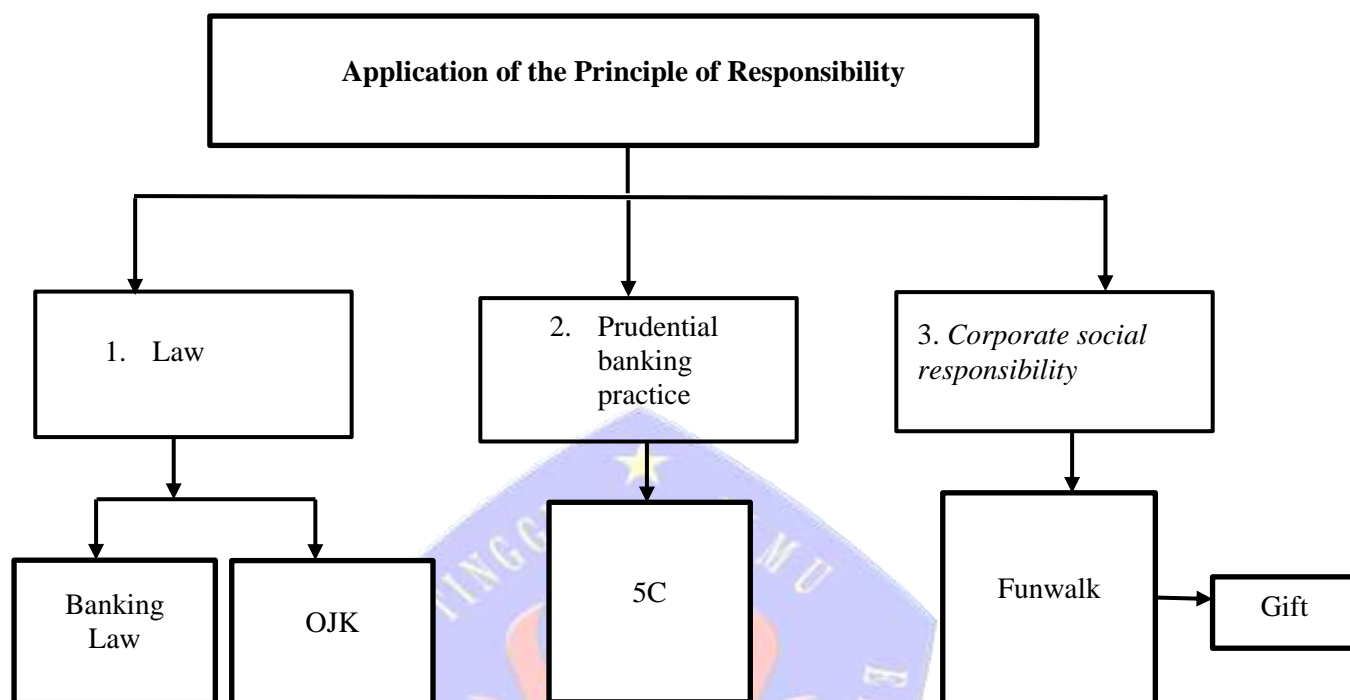 Application of the Principle of Responsibility
1. Law
2. Prudential
banking
practice
3. Corporate social
responsibility
Banking
Law
OJK
5C
Funwalk
Gift